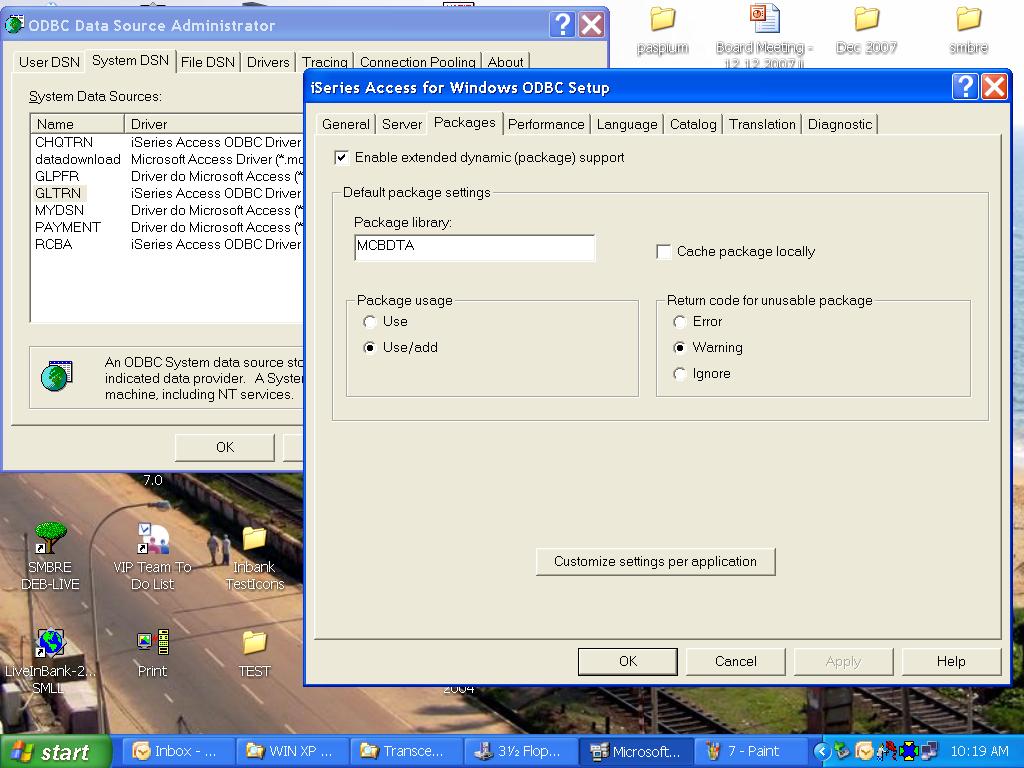 ODBC Data Source Administrator
User DSN
System DSN
File DSN
Drivers
Tracing
Connection Pooling
About
System Data Sources:
Name
Driver
CHQTRN
iSeries Access ODBC Driver
datadownload
Microsoft Access Driver (*.md
GLPFR
Driver do Microsoft Access (*
GLTRN
iSeries Access ODBC Driver
MYDSN
Driver do Microsoft Access (*
PAYMENT
Driver do Microsoft Access (*
RCBA
iSeries Access ODBC Driver
An ODBC System data source sto
indicated data provider. A System
machine, including NT services.
OK
iSeries Access for Windows ODBC Setup
General
Server
Packages
Performance
Language
Catalog
Translation
Diagnostic
Enable extended dynamic (package) support
Default package settings
Package library:
MCBDTA
Cache package locally
Package usage
Use
Use/add
Return code for unusable package
Error
Warning
Ignore
Customize settings per application
OK
Cancel
Apply
Help
paspium
Board Meeting -
12 12 2007 ii
Dec 2007
smbre
7.0
SMBRE
DEB-LIVE
VIP Team To
Do List
Inbank
TestIcons
LiveInBank-2...
SMLL
Print
TEST
2004
start
Inbox - ...
WIN XP ...
Transce...
3½ Flop...
Microsoft...
7 - Paint
10:19 AM